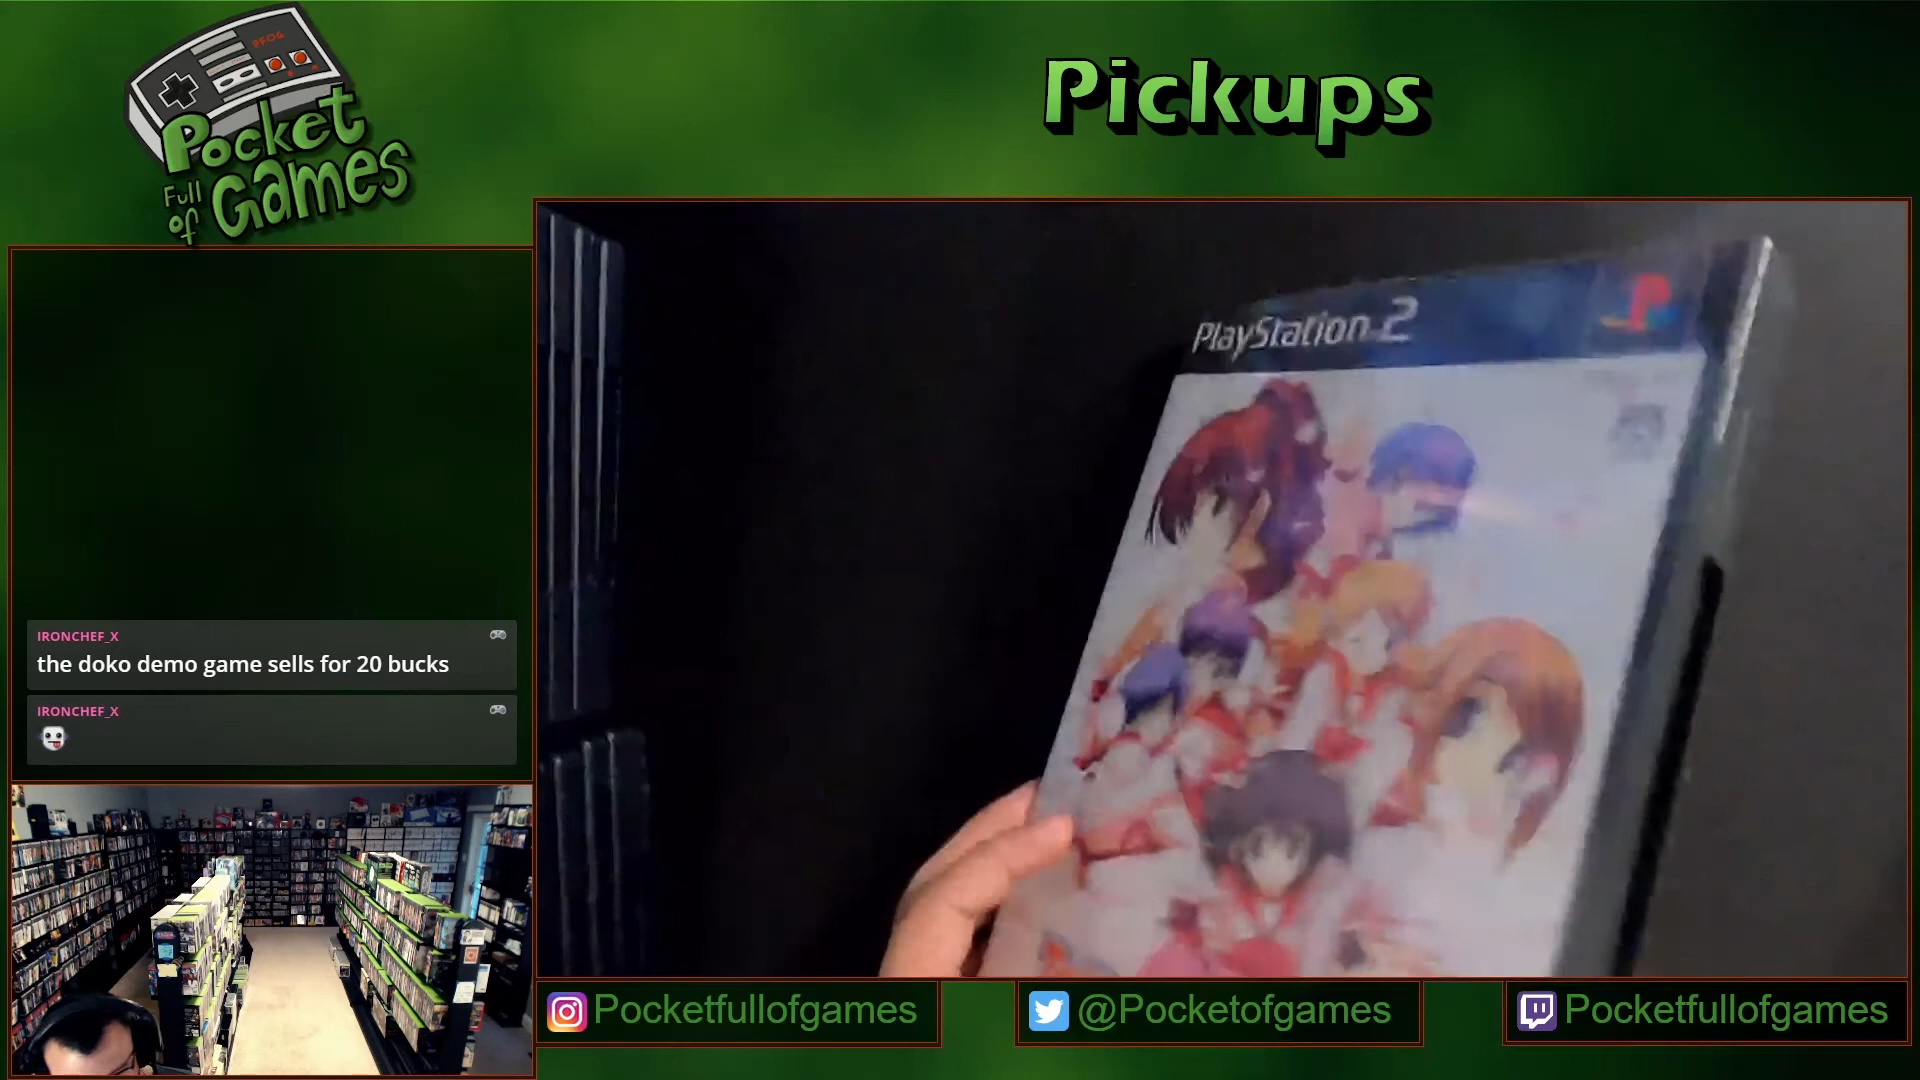 PFOG
Pocket
Full
of
Games
Pickups
PlayStation 2
IRONCHEF_X
the doko demo game sells for 20 bucks
IRONCHEF_X
Pocketfullofgames
@Pocketofgames
Pocketfullofgames